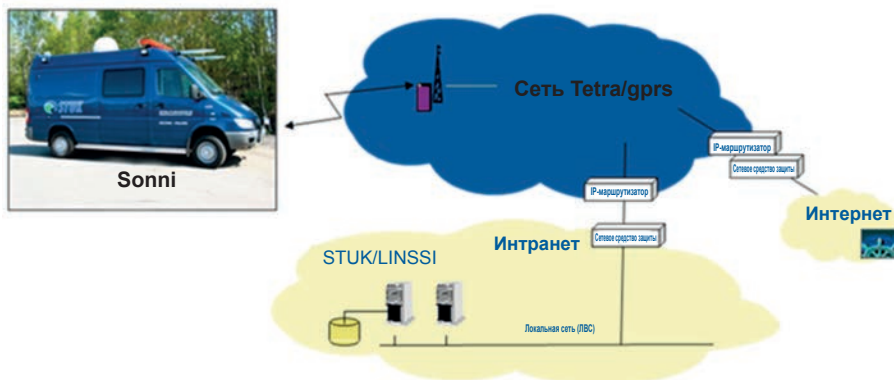 STUK
Sonni
Сеть Tetra/gprs
IP-маршрутизатор
Сетевое средство защиты
IP-маршрутизатор
Интернет
Интранет
Сетевое средство защиты
STUK/LINSSI
Локальная сеть (ЛВС)